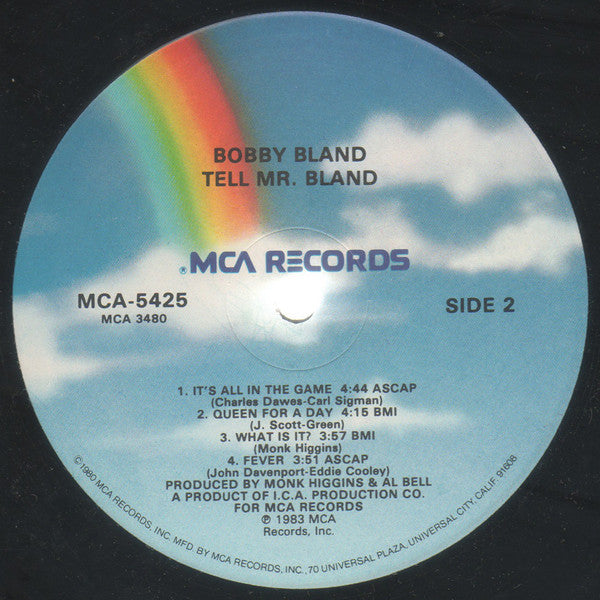 BOBBY BLAND
TELL MR. BLAND
®MCA RECORDS
MCA-5425
MCA 3480
SIDE 2
1. IT'S ALL IN THE GAME 4:44 ASCAP
(Charles Dawes-Carl Sigman)
2. QUEEN FOR A DAY 4:15 BMI
(J. Scott-Green)
3. WHAT IS IT? 3:57 BMI
(Monk Higgins)
4. FEVER 3:51 ASCAP
(John Davenport-Eddie Cooley)
PRODUCED BY MONK HIGGINS & AL BELL
A PRODUCT OF I.C.A. PRODUCTION CO.
FOR MCA RECORDS
℗ 1983 MCA
Records, Inc.
©1980 MCA RECORDS, INC. MFD. BY MCA RECORDS, INC., 70 UNIVERSAL PLAZA, UNIVERSAL CITY, CALIF. 91608